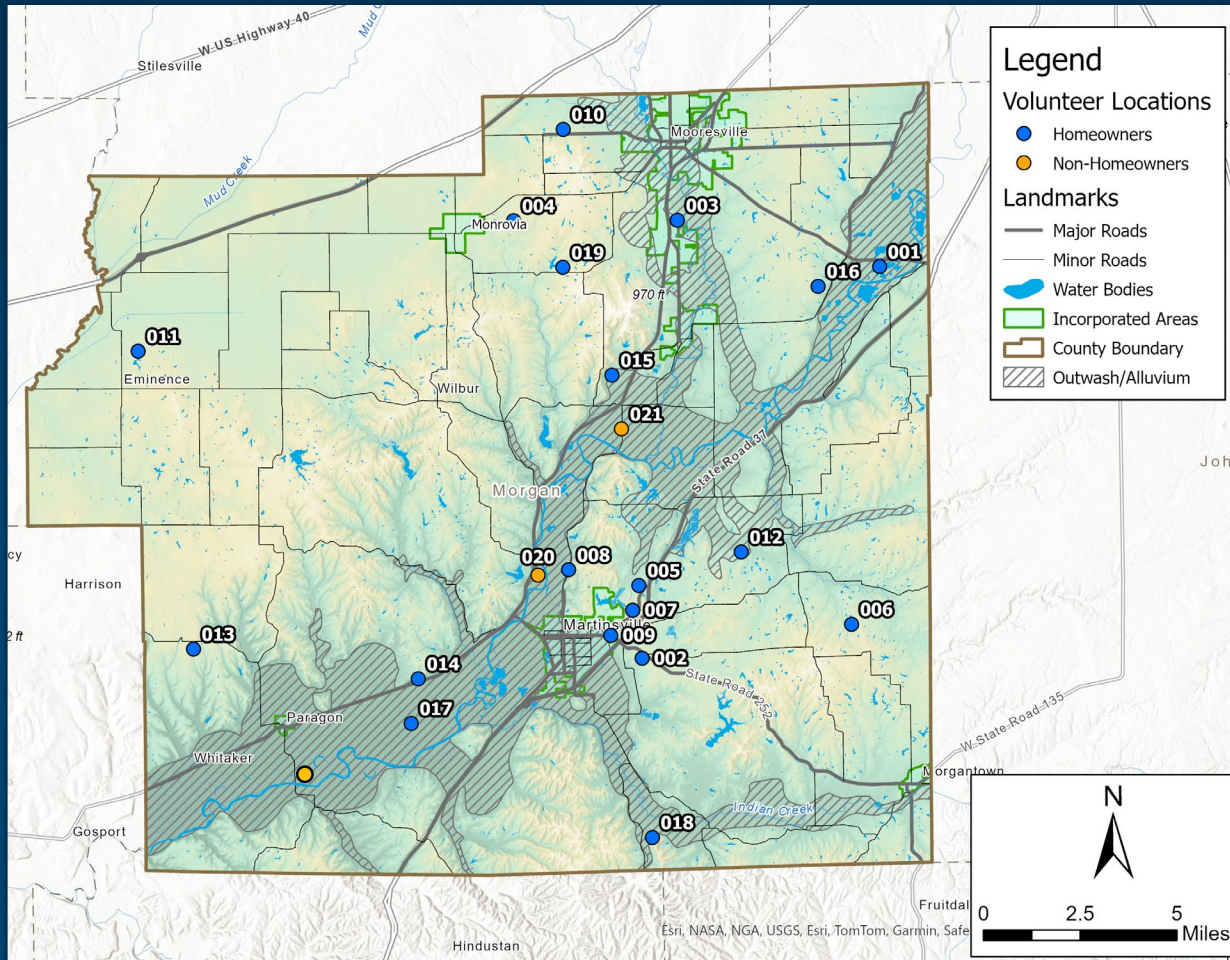 W US Highway 40
Mud C
Stilesville
Mud Creek
010
Mooresville
004
Monrovia
003
019
001
016
970 ft
011
Eminence
015
Wilbur
021
State Road 37
Morgan
cy
012
020
008
Harrison
005
007
006
2 ft
013
Martinsville
009
002
014
State Road 252
017
Paragon
Whitaker
W State Road 135
Morgantown
Indian Creek
Gosport
018
Fruitdal
Hindustan
Joh
Esri, NASA, NGA, USGS, Esri, TomTom, Garmin, Safe
Legend
Volunteer Locations
Homeowners
Non-Homeowners
Landmarks
Major Roads
Minor Roads
Water Bodies
Incorporated Areas
County Boundary
Outwash/Alluvium
N
0 2.5 5
Miles